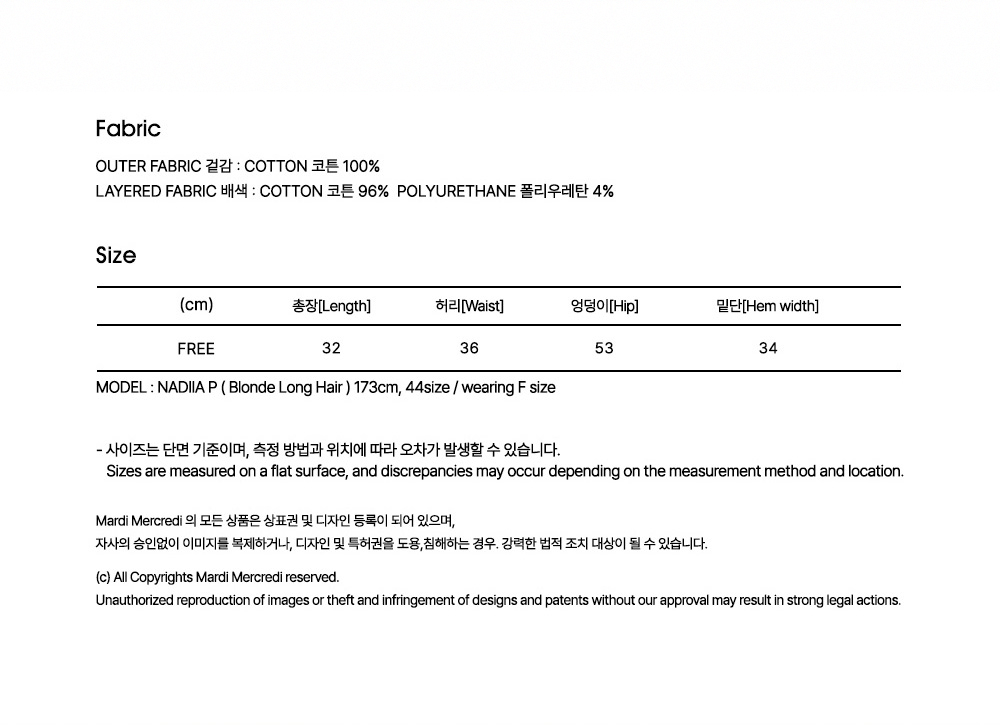 Fabric
OUTER FABRIC 겉감 : COTTON 코튼 100%
LAYERED FABRIC 배색 : COTTON 코튼 96%  POLYURETHANE 폴리우레탄 4%
Size
(cm) 총장[Length] 허리[Waist] 엉덩이[Hip] 밑단[Hem width]
FREE 32 36 53 34
MODEL : NADIIA P ( Blonde Long Hair ) 173cm, 44size / wearing F size
- 사이즈는 단면 기준이며, 측정 방법과 위치에 따라 오차가 발생할 수 있습니다.
Sizes are measured on a flat surface, and discrepancies may occur depending on the measurement method and location.
Mardi Mercredi 의 모든 상품은 상표권 및 디자인 등록이 되어 있으며,
자사의 승인없이 이미지를 복제하거나, 디자인 및 특허권을 도용,침해하는 경우. 강력한 법적 조치 대상이 될 수 있습니다.
(c) All Copyrights Mardi Mercredi reserved.
Unauthorized reproduction of images or theft and infringement of designs and patents without our approval may result in strong legal actions.